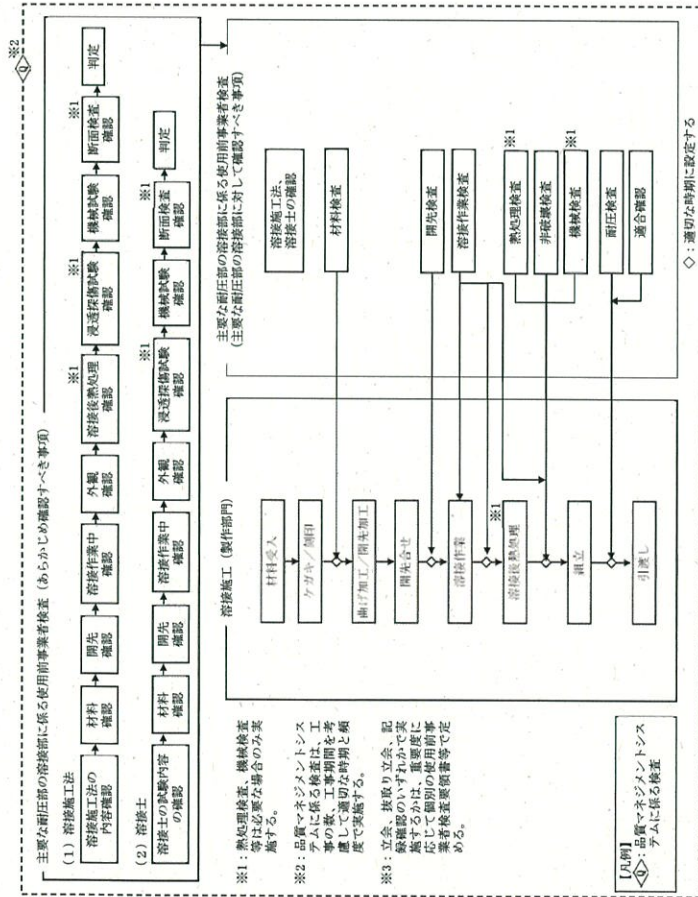 ※2
Q
主要な耐圧部の溶接部に係る使用前事業者検査(あらかじめ確認すべき事項)
(1)溶接施工法
溶接施工法の
内容確認
材料
確認
開先
確認
溶接作業中
確認
外観
確認
※1
溶接後熱処理
確認
※1
浸透探傷試験
確認
機械試験
確認
※1
断面検査
確認
判定
(2)溶接士
溶接士の試験内容
の確認
材料
確認
開先
確認
溶接作業中
確認
外観
確認
※1
浸透探傷試験
確認
機械試験
確認
※1
断面検査
確認
判定
主要な耐圧部の溶接部に係る使用前事業者検査
(主要な耐圧部の溶接部に対して確認すべき事項)
溶接施工法、
溶接士の確認
材料検査
開先検査
溶接作業検査
※1
熱処理検査
非破壊検査
※1
機械検査
耐圧検査
適合確認
溶接施工(製作部門)
材料受入
ケガキ/刻印
曲げ加工/開先加工
開先合せ
溶接作業
※1
溶接後熱処理
組立
引渡し
※1:熱処理検査、機械検査
等は必要な場合のみ実
施する。
※2:品質マネジメントシス
テムに係る検査は、工
事の数、工事期間を考
慮して適切な時期と頻
度で実施する。
※3:立会、抜取り立会、記
録確認のいずれかで実
施するかは、重要度に
応じて個別の使用前事
業者検査要領書等で定
める。
【凡例】
Q:品質マネジメントシス
テムに係る検査
◇:適切な時期に設定する